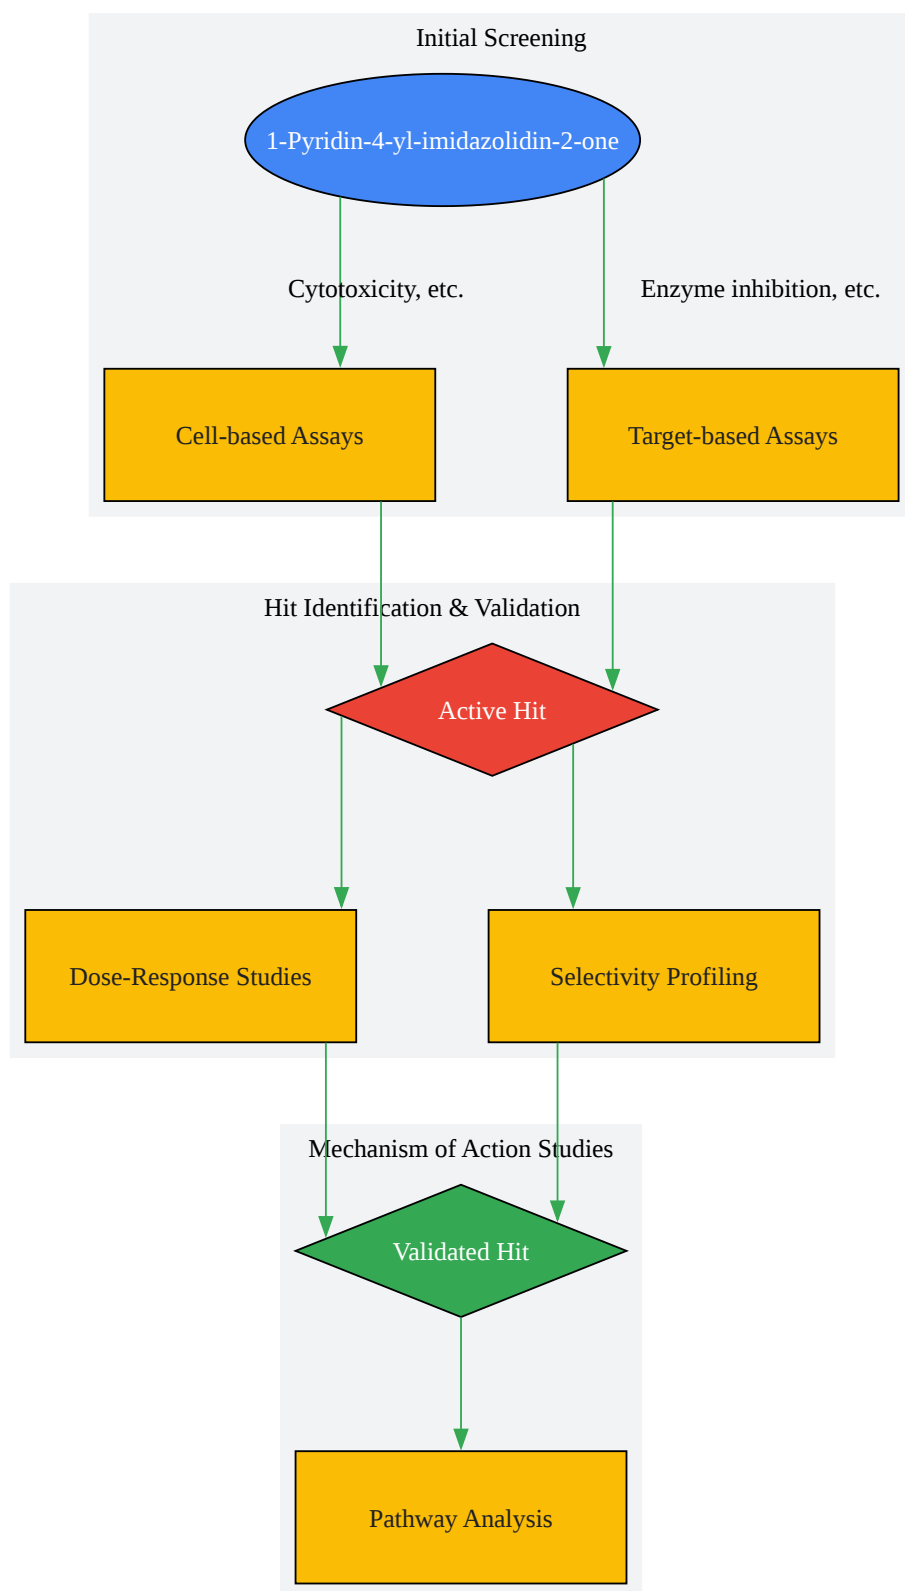 Initial Screening
1-Pyridin-4-yl-imidazolidin-2-one
Cytotoxicity, etc.
Enzyme inhibition, etc.
Cell-based Assays
Target-based Assays
Hit Identification & Validation
Active Hit
Dose-Response Studies
Selectivity Profiling
Mechanism of Action Studies
Validated Hit
Pathway Analysis